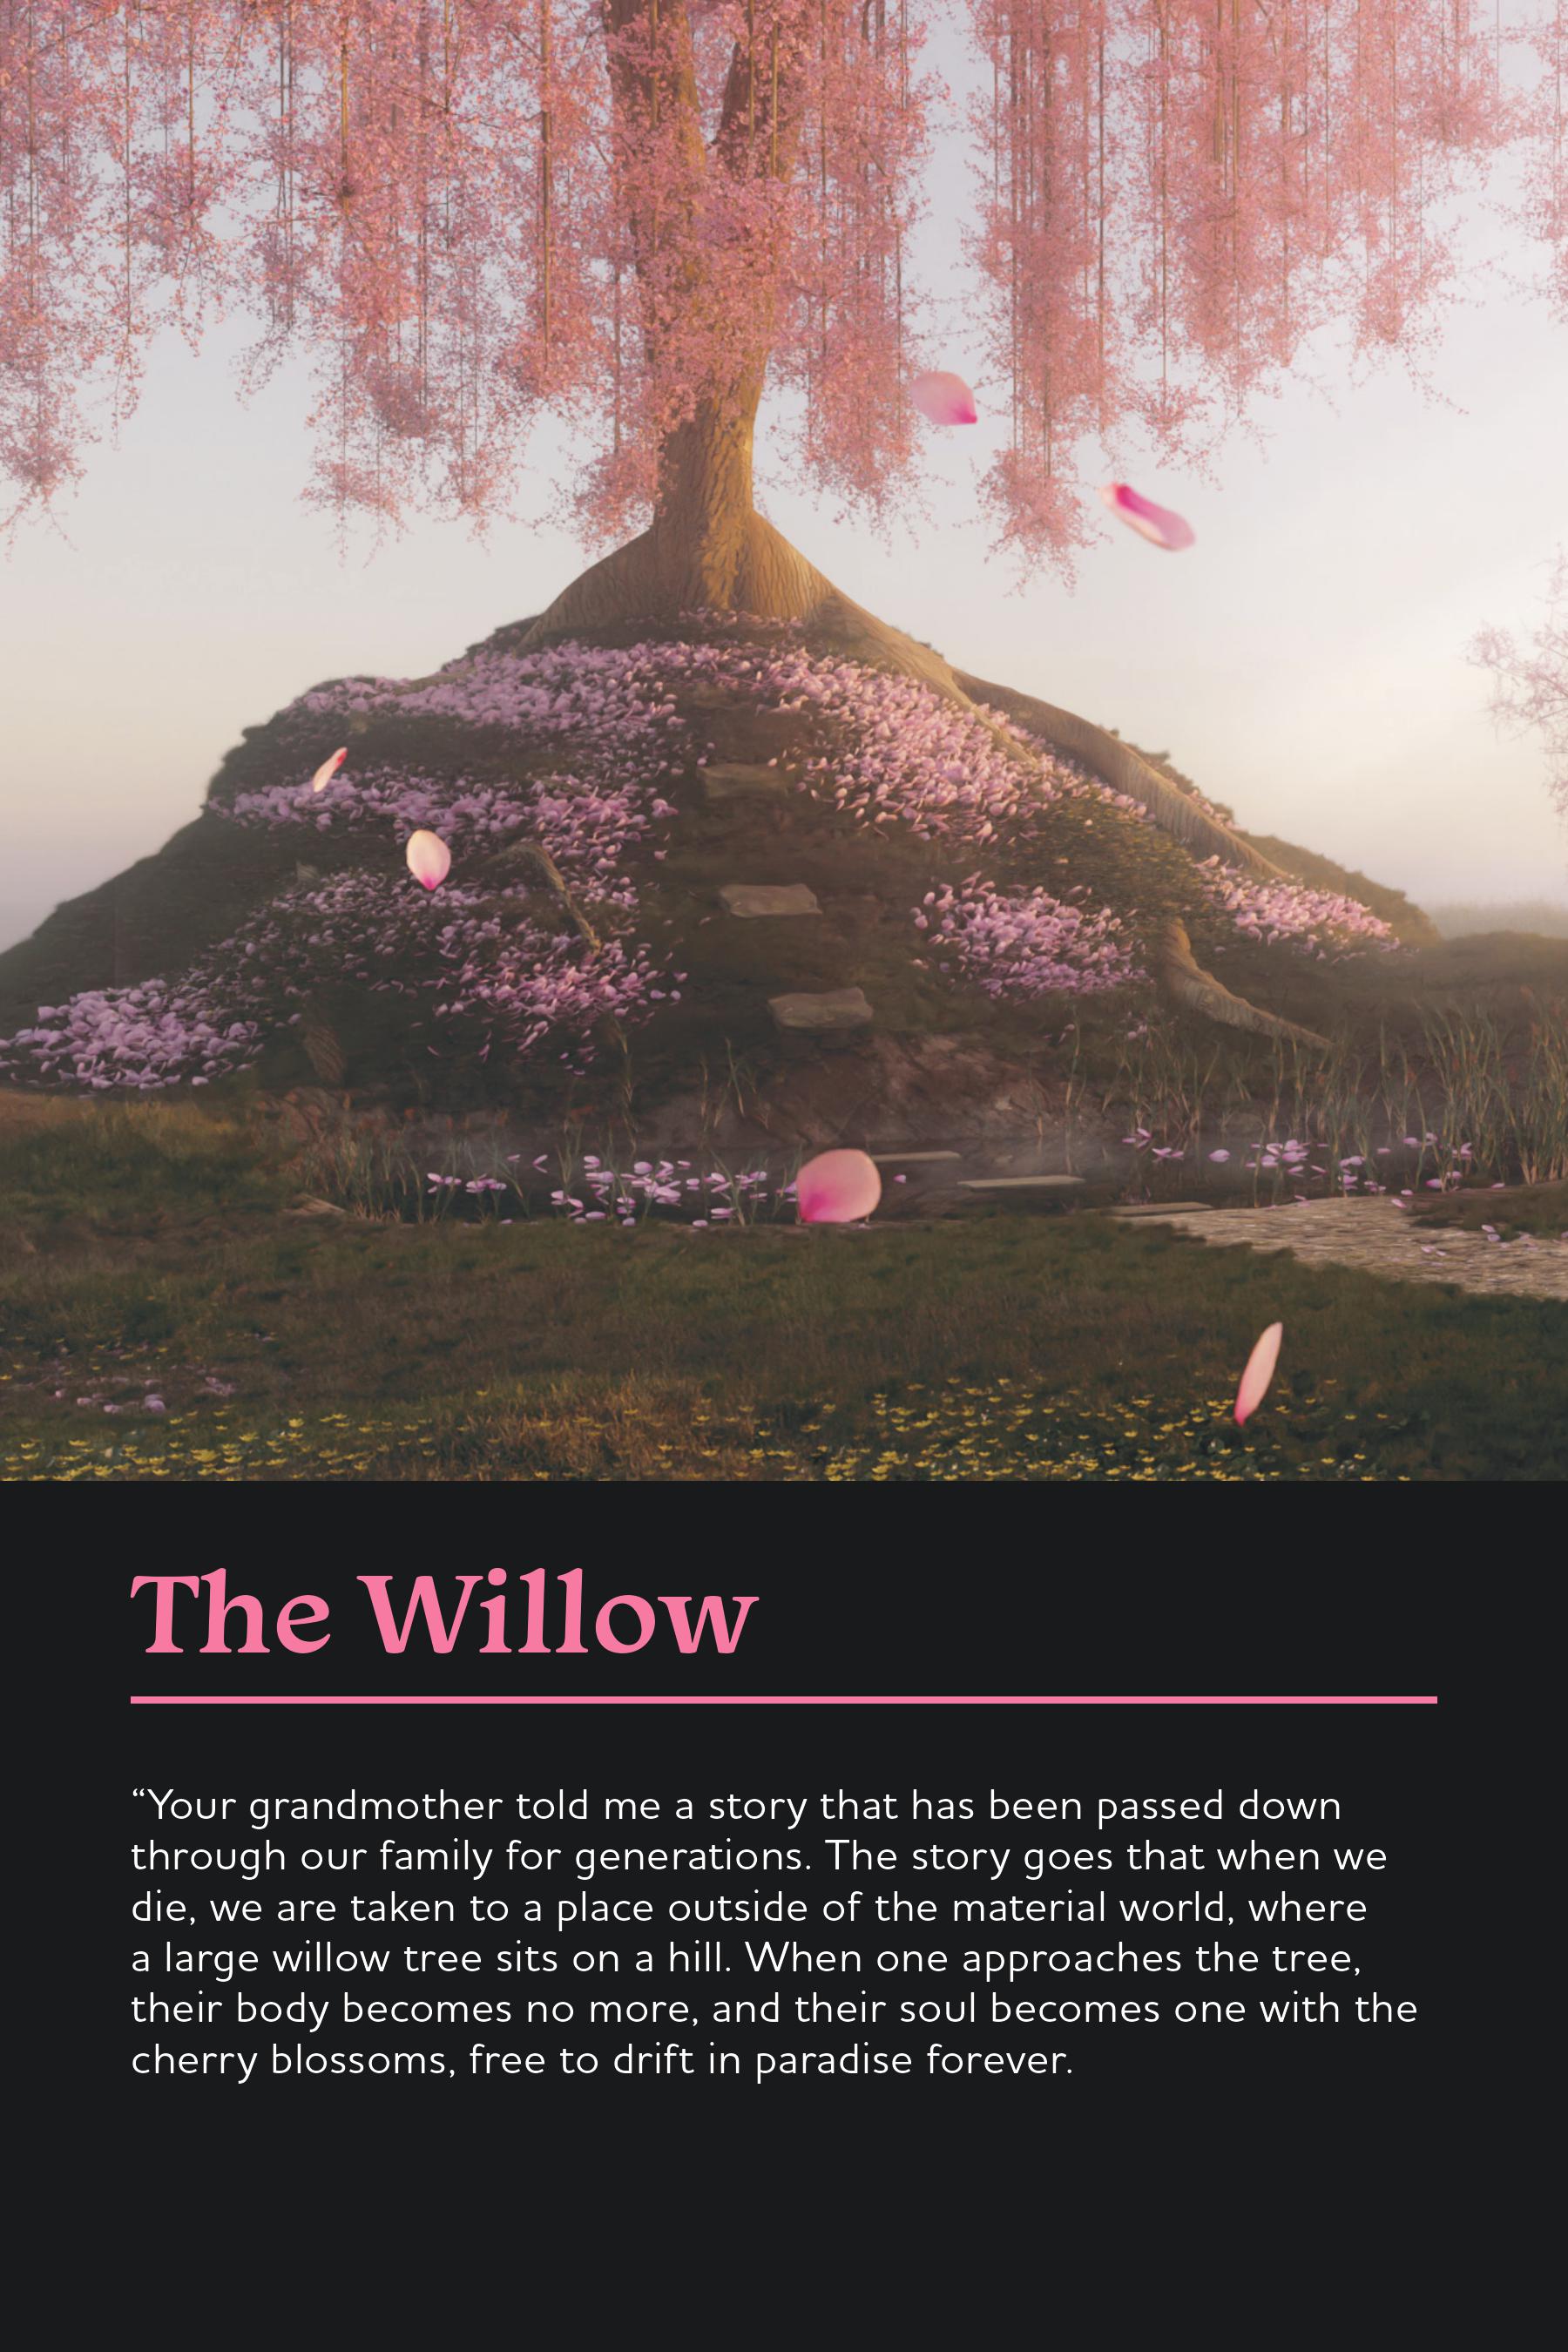 The Willow
“Your grandmother told me a story that has been passed down
through our family for generations. The story goes that when we
die, we are taken to a place outside of the material world, where
a large willow tree sits on a hill. When one approaches the tree,
their body becomes no more, and their soul becomes one with the
cherry blossoms, free to drift in paradise forever.